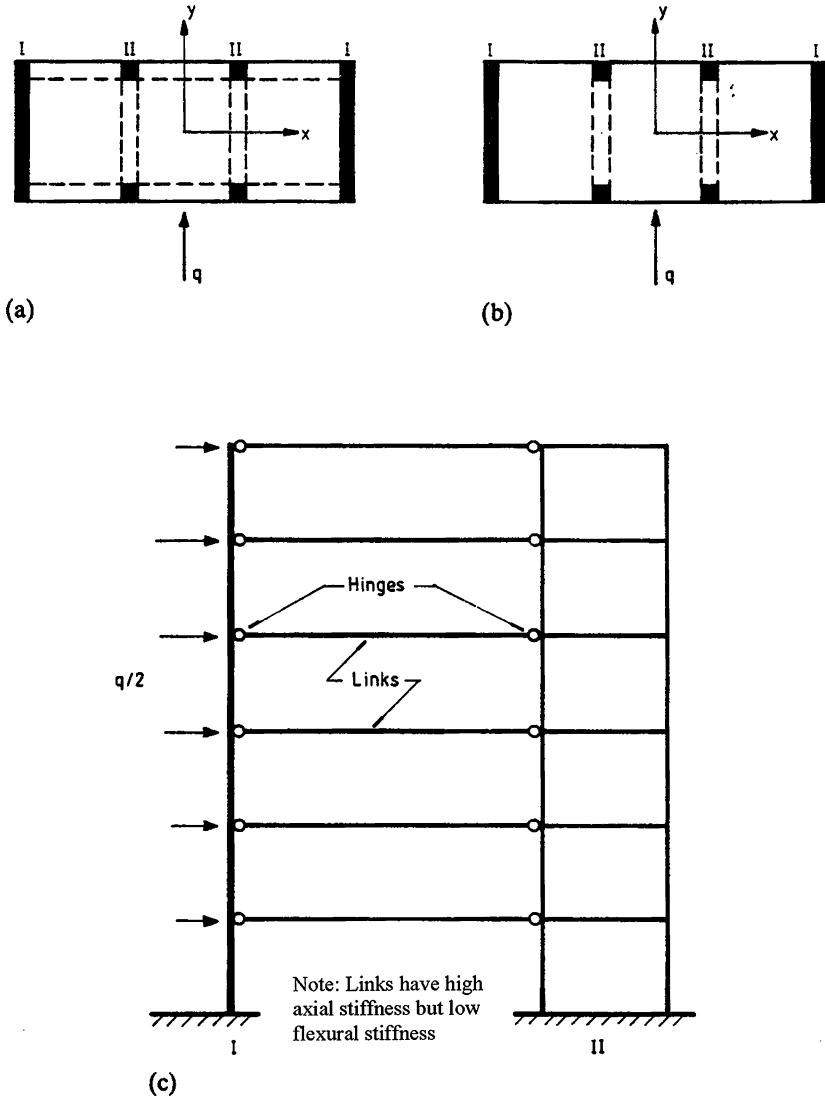 y y
I II II I I II II I
x x
q q
(a) (b)
Hinges
q/2 Links
Note: Links have high
axial stiffness but low
flexural stiffness
I II
(c)